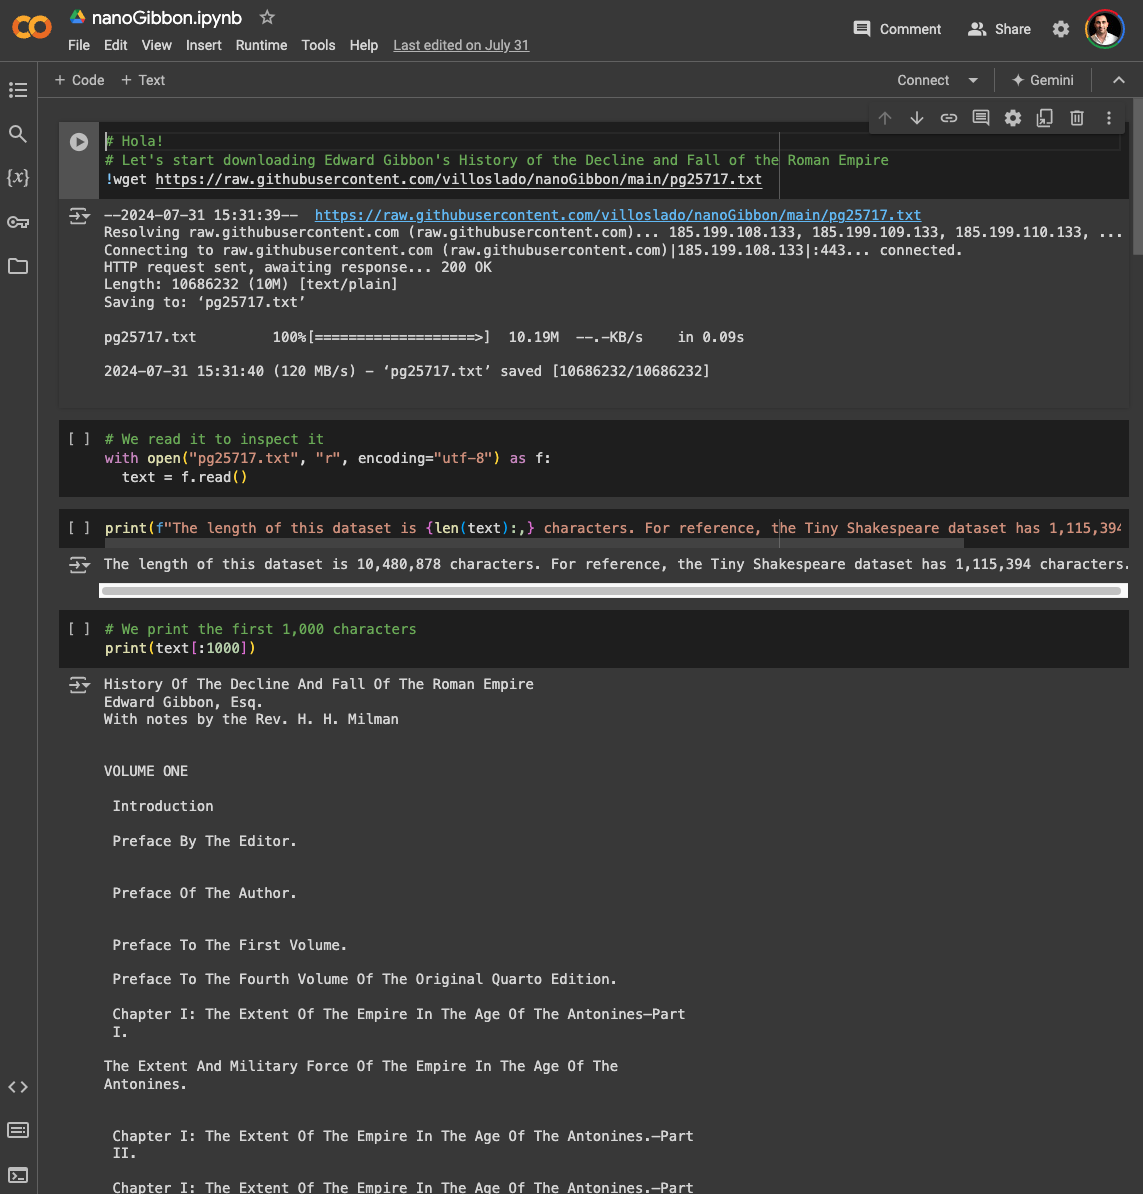 nanoGibbon.ipynb
File Edit View Insert Runtime Tools Help Last edited on July 31
Comment
Share
+ Code + Text
Connect
Gemini
# Hola!
# Let's start downloading Edward Gibbon's History of the Decline and Fall of the Roman Empire
!wget https://raw.githubusercontent.com/villoslado/nanoGibbon/main/pg25717.txt
--2024-07-31 15:31:39--  https://raw.githubusercontent.com/villoslado/nanoGibbon/main/pg25717.txt
Resolving raw.githubusercontent.com (raw.githubusercontent.com)... 185.199.108.133, 185.199.109.133, 185.199.110.133, ...
Connecting to raw.githubusercontent.com (raw.githubusercontent.com)|185.199.108.133|:443... connected.
HTTP request sent, awaiting response... 200 OK
Length: 10686232 (10M) [text/plain]
Saving to: ‘pg25717.txt’
pg25717.txt         100%[===================>]  10.19M  --.-KB/s    in 0.09s
2024-07-31 15:31:40 (120 MB/s) - ‘pg25717.txt’ saved [10686232/10686232]
[ ] # We read it to inspect it
with open("pg25717.txt", "r", encoding="utf-8") as f:
  text = f.read()
[ ] print(f"The length of this dataset is {len(text):,} characters. For reference, the Tiny Shakespeare dataset has 1,115,394
The length of this dataset is 10,480,878 characters. For reference, the Tiny Shakespeare dataset has 1,115,394 characters.
[ ] # We print the first 1,000 characters
print(text[:1000])
History Of The Decline And Fall Of The Roman Empire
Edward Gibbon, Esq.
With notes by the Rev. H. H. Milman
VOLUME ONE
Introduction
Preface By The Editor.
Preface Of The Author.
Preface To The First Volume.
Preface To The Fourth Volume Of The Original Quarto Edition.
Chapter I: The Extent Of The Empire In The Age Of The Antonines—Part
I.
The Extent And Military Force Of The Empire In The Age Of The
Antonines.
Chapter I: The Extent Of The Empire In The Age Of The Antonines.—Part
II.
Chapter I: The Extent Of The Empire In The Age Of The Antonines.—Part